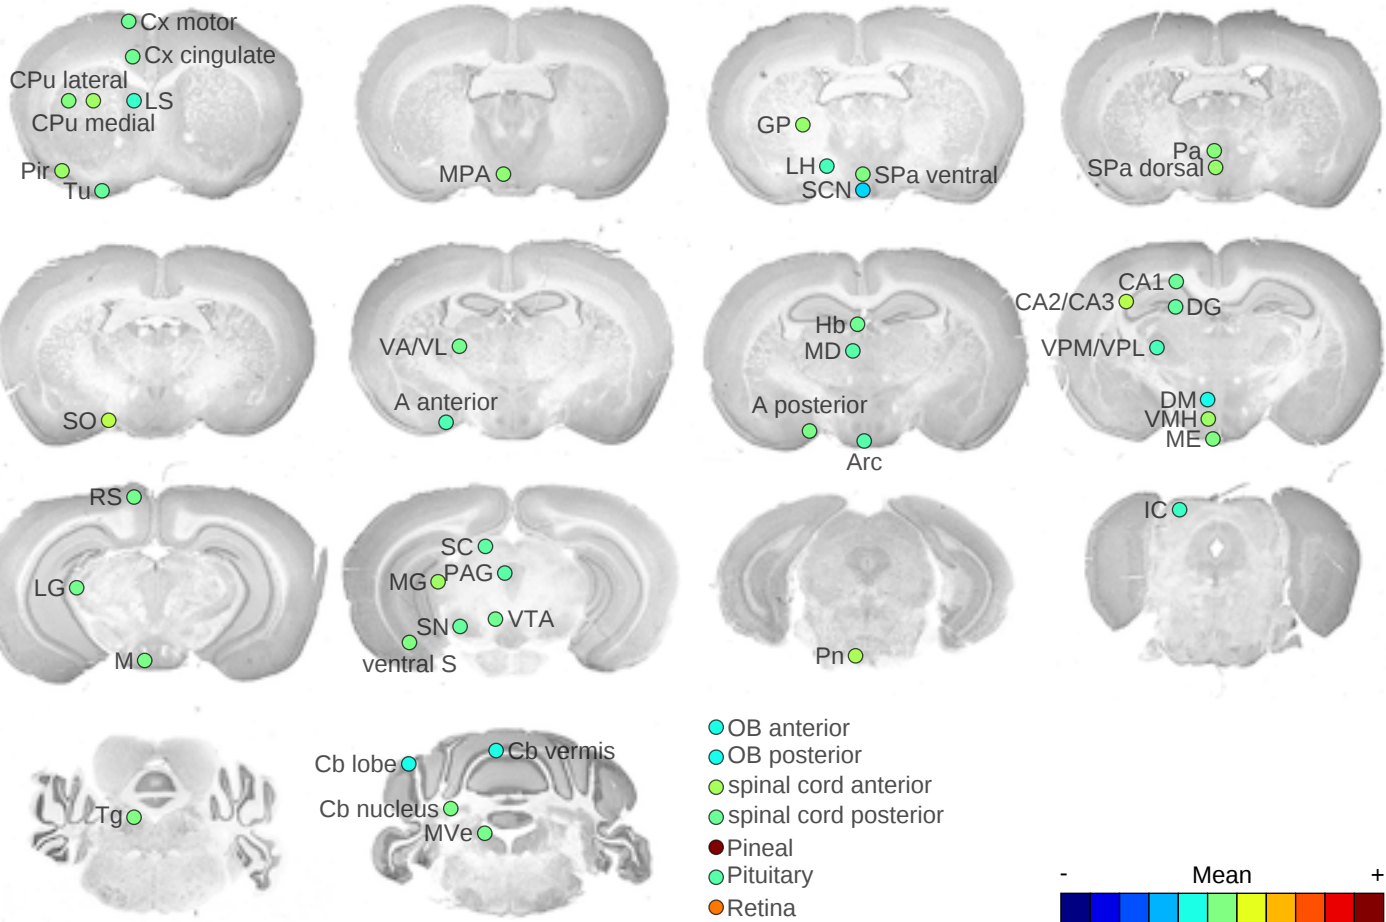 Cx motor
Cx cingulate
CPu lateral
LS
CPu medial
Pir
Tu
MPA
GP
LH
SPa ventral
SCN
Pa
SPa dorsal
SO
VA/VL
A anterior
Hb
MD
A posterior
Arc
CA1
CA2/CA3
DG
VPM/VPL
DM
VMH
ME
RS
LG
M
SC
MG
PAG
SN
VTA
ventral S
Pn
IC
Tg
Cb lobe
Cb vermis
Cb nucleus
MVe
OB anterior
OB posterior
spinal cord anterior
spinal cord posterior
Pineal
Pituitary
Retina
- Mean +